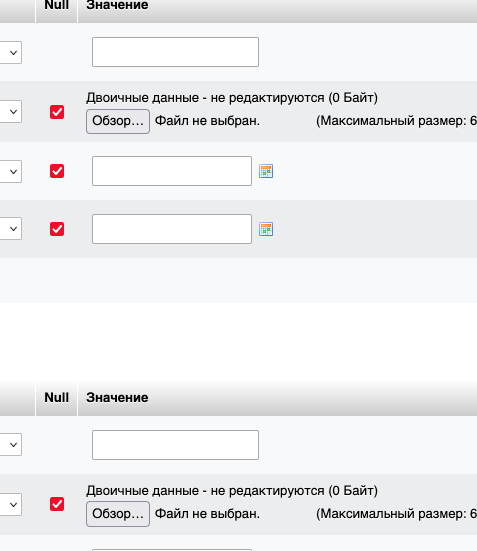 Null Значение
Двоичные данные - не редактируются (0 Байт)
Обзор... Файл не выбран. (Максимальный размер: 6
Null Значение
Двоичные данные - не редактируются (0 Байт)
Обзор... Файл не выбран. (Максимальный размер: 6